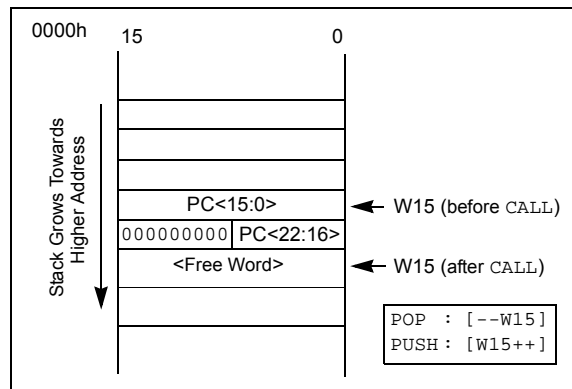 0000h
15 0
Stack Grows Towards
Higher Address
PC<15:0>
W15 (before CALL)
000000000 PC<22:16>
<Free Word>
W15 (after CALL)
POP : [--W15]
PUSH : [W15++]